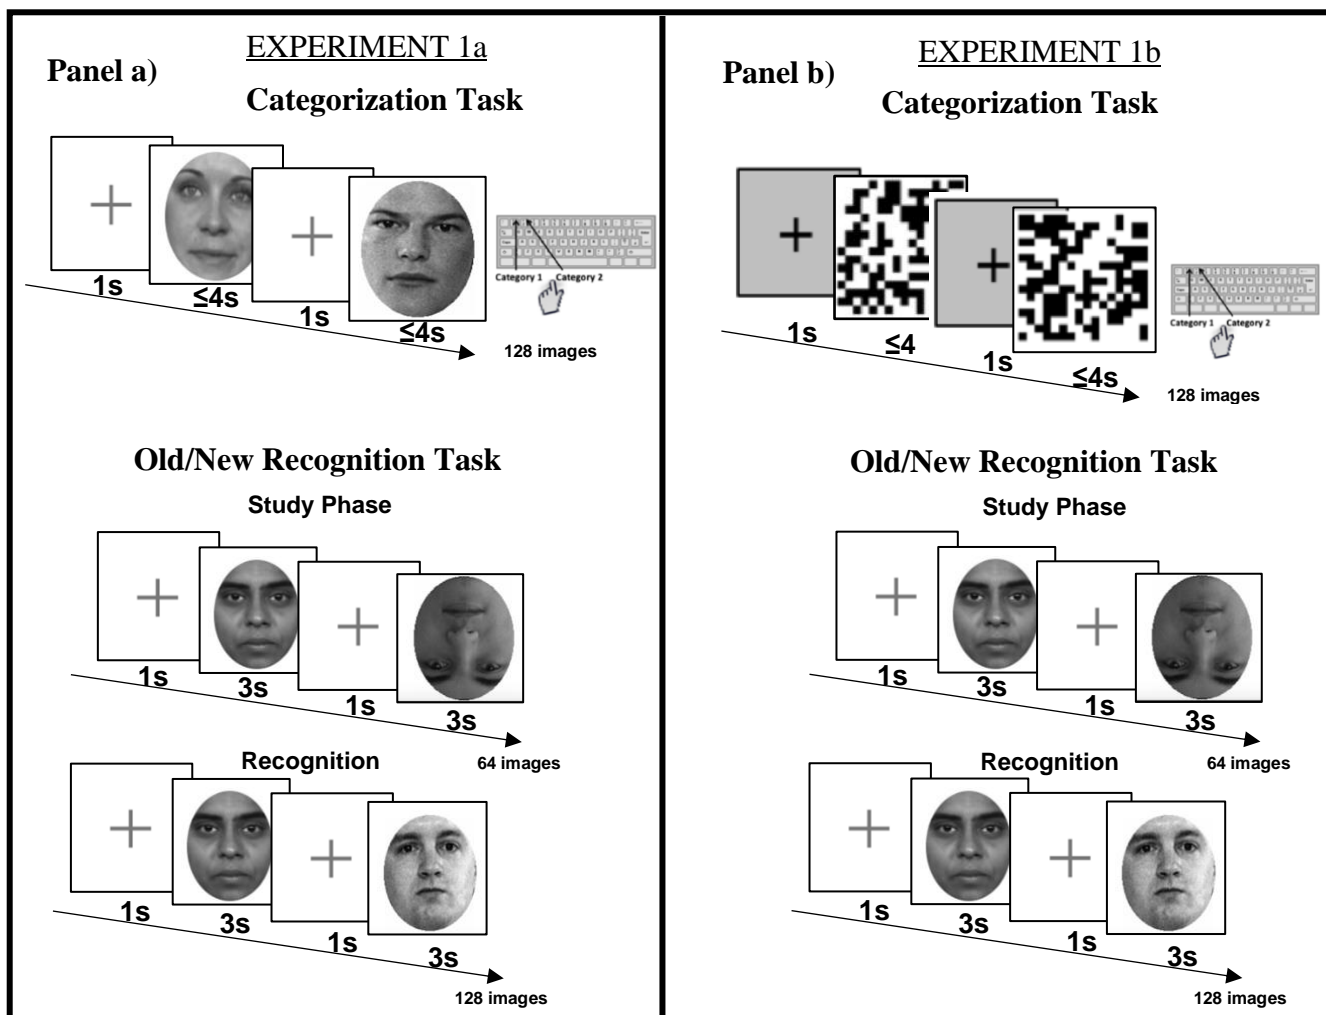 EXPERIMENT 1a
Panel a)
Categorization Task
1s
≤4s
1s
≤4s
Category 1
Category 2
128 images
Old/New Recognition Task
Study Phase
1s
3s
1s
3s
64 images
Recognition
1s
3s
1s
3s
128 images
EXPERIMENT 1b
Panel b)
Categorization Task
1s
≤4
1s
≤4s
Category 1
Category 2
128 images
Old/New Recognition Task
Study Phase
1s
3s
1s
3s
64 images
Recognition
1s
3s
1s
3s
128 images